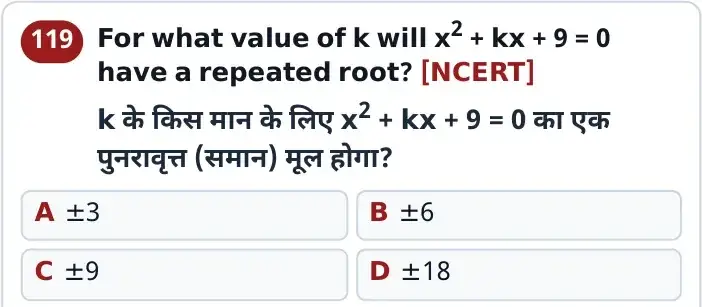 119 For what value of k will x² + kx + 9 = 0
have a repeated root? [NCERT]
k के किस मान के लिए x² + kx + 9 = 0 का एक
पुनरावृत्त (समान) मूल होगा?
A ±3
B ±6
C ±9
D ±18